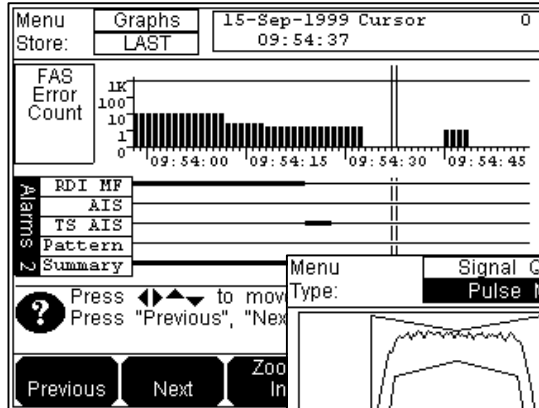 Menu Graphs 15-Sep-1999 Cursor 0
Store: LAST 09:54:37
FAS
Error
Count
1K
100
10
1
0
09:54:00 09:54:15 09:54:30 09:54:45
Alarms 2
RDI MF
AIS
TS AIS
Pattern
Summary
? Press to mov
Press "Previous", "Nex
Previous Next Zoo
In
Menu Signal Q
Type: Pulse M